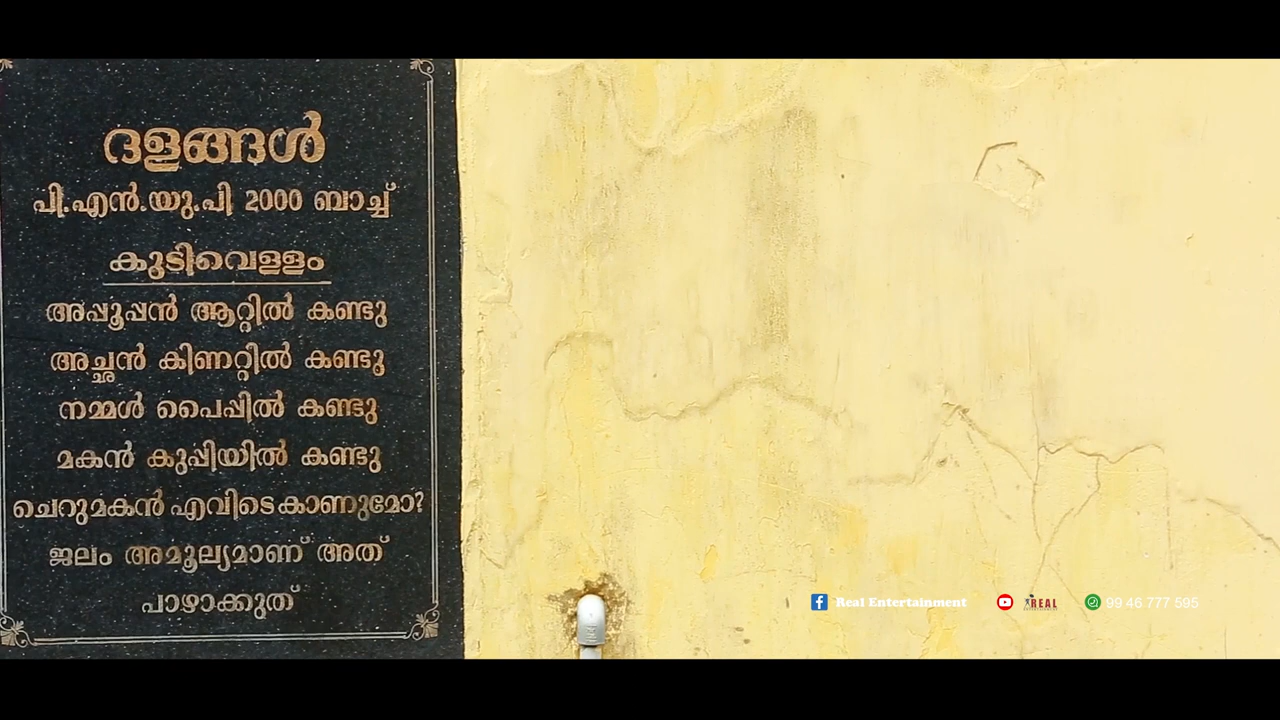 ദളങ്ങൾ
പി.എൻ.യു.പി 2000 ബാച്ച്
കുടിവെളളം
അപ്പൂപ്പൻ ആറ്റിൽ കണ്ടു
അച്ഛൻ കിണറ്റിൽ കണ്ടൂ
നമ്മൾ പൈപ്പിൽ കണ്ടു
മകൻ കുപ്പിയിൽ കണ്ടു
ചെറുമകൻ എവിടെകാണുമോ?
ജലം അമൂല്യമാണ് അത്
പാഴാക്കുത്
Real Entertainment REAL 99 46 777 595